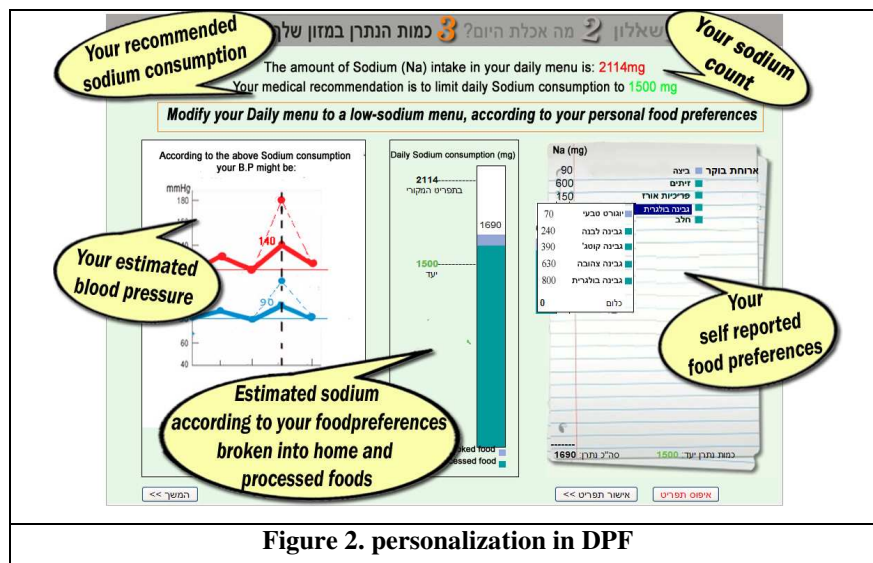 Your recommended
sodium consumption
כמות הנתרן במזון שלך 3 מה אכלת היום? 2 שאלון
Your sodium
count
The amount of Sodium (Na) intake in your daily menu is: 2114mg
Your medical recommendation is to limit daily Sodium consumption to 1500 mg
Modify your Daily menu to a low-sodium menu, according to your personal food preferences
According to the above Sodium consumption
your B.P might be:
mmHg
180
140
90
60
40
Your estimated
blood pressure
Daily Sodium consumption (mg)
2114
בתפריט המקורי
1690
1500
יעד
Na (mg)
ארוחת בוקר
ביצה 90
זיתים 600
פריכיות אורז 150
גבינה בולגרית
חלב
יוגורט טבעי 70
גבינה לבנה 240
גבינה קוטג' 390
גבינה צהובה 630
גבינה בולגרית 800
כלום 0
Your
self reported
food preferences
Estimated sodium
according to your foodpreferences
broken into home and
processed foods
food
food
כמות נתרן יעד: 1500 סה"כ נתרן: 1690
המשך >>
אישור תפריט >>
איפוס תפריט
Figure 2. personalization in DPF